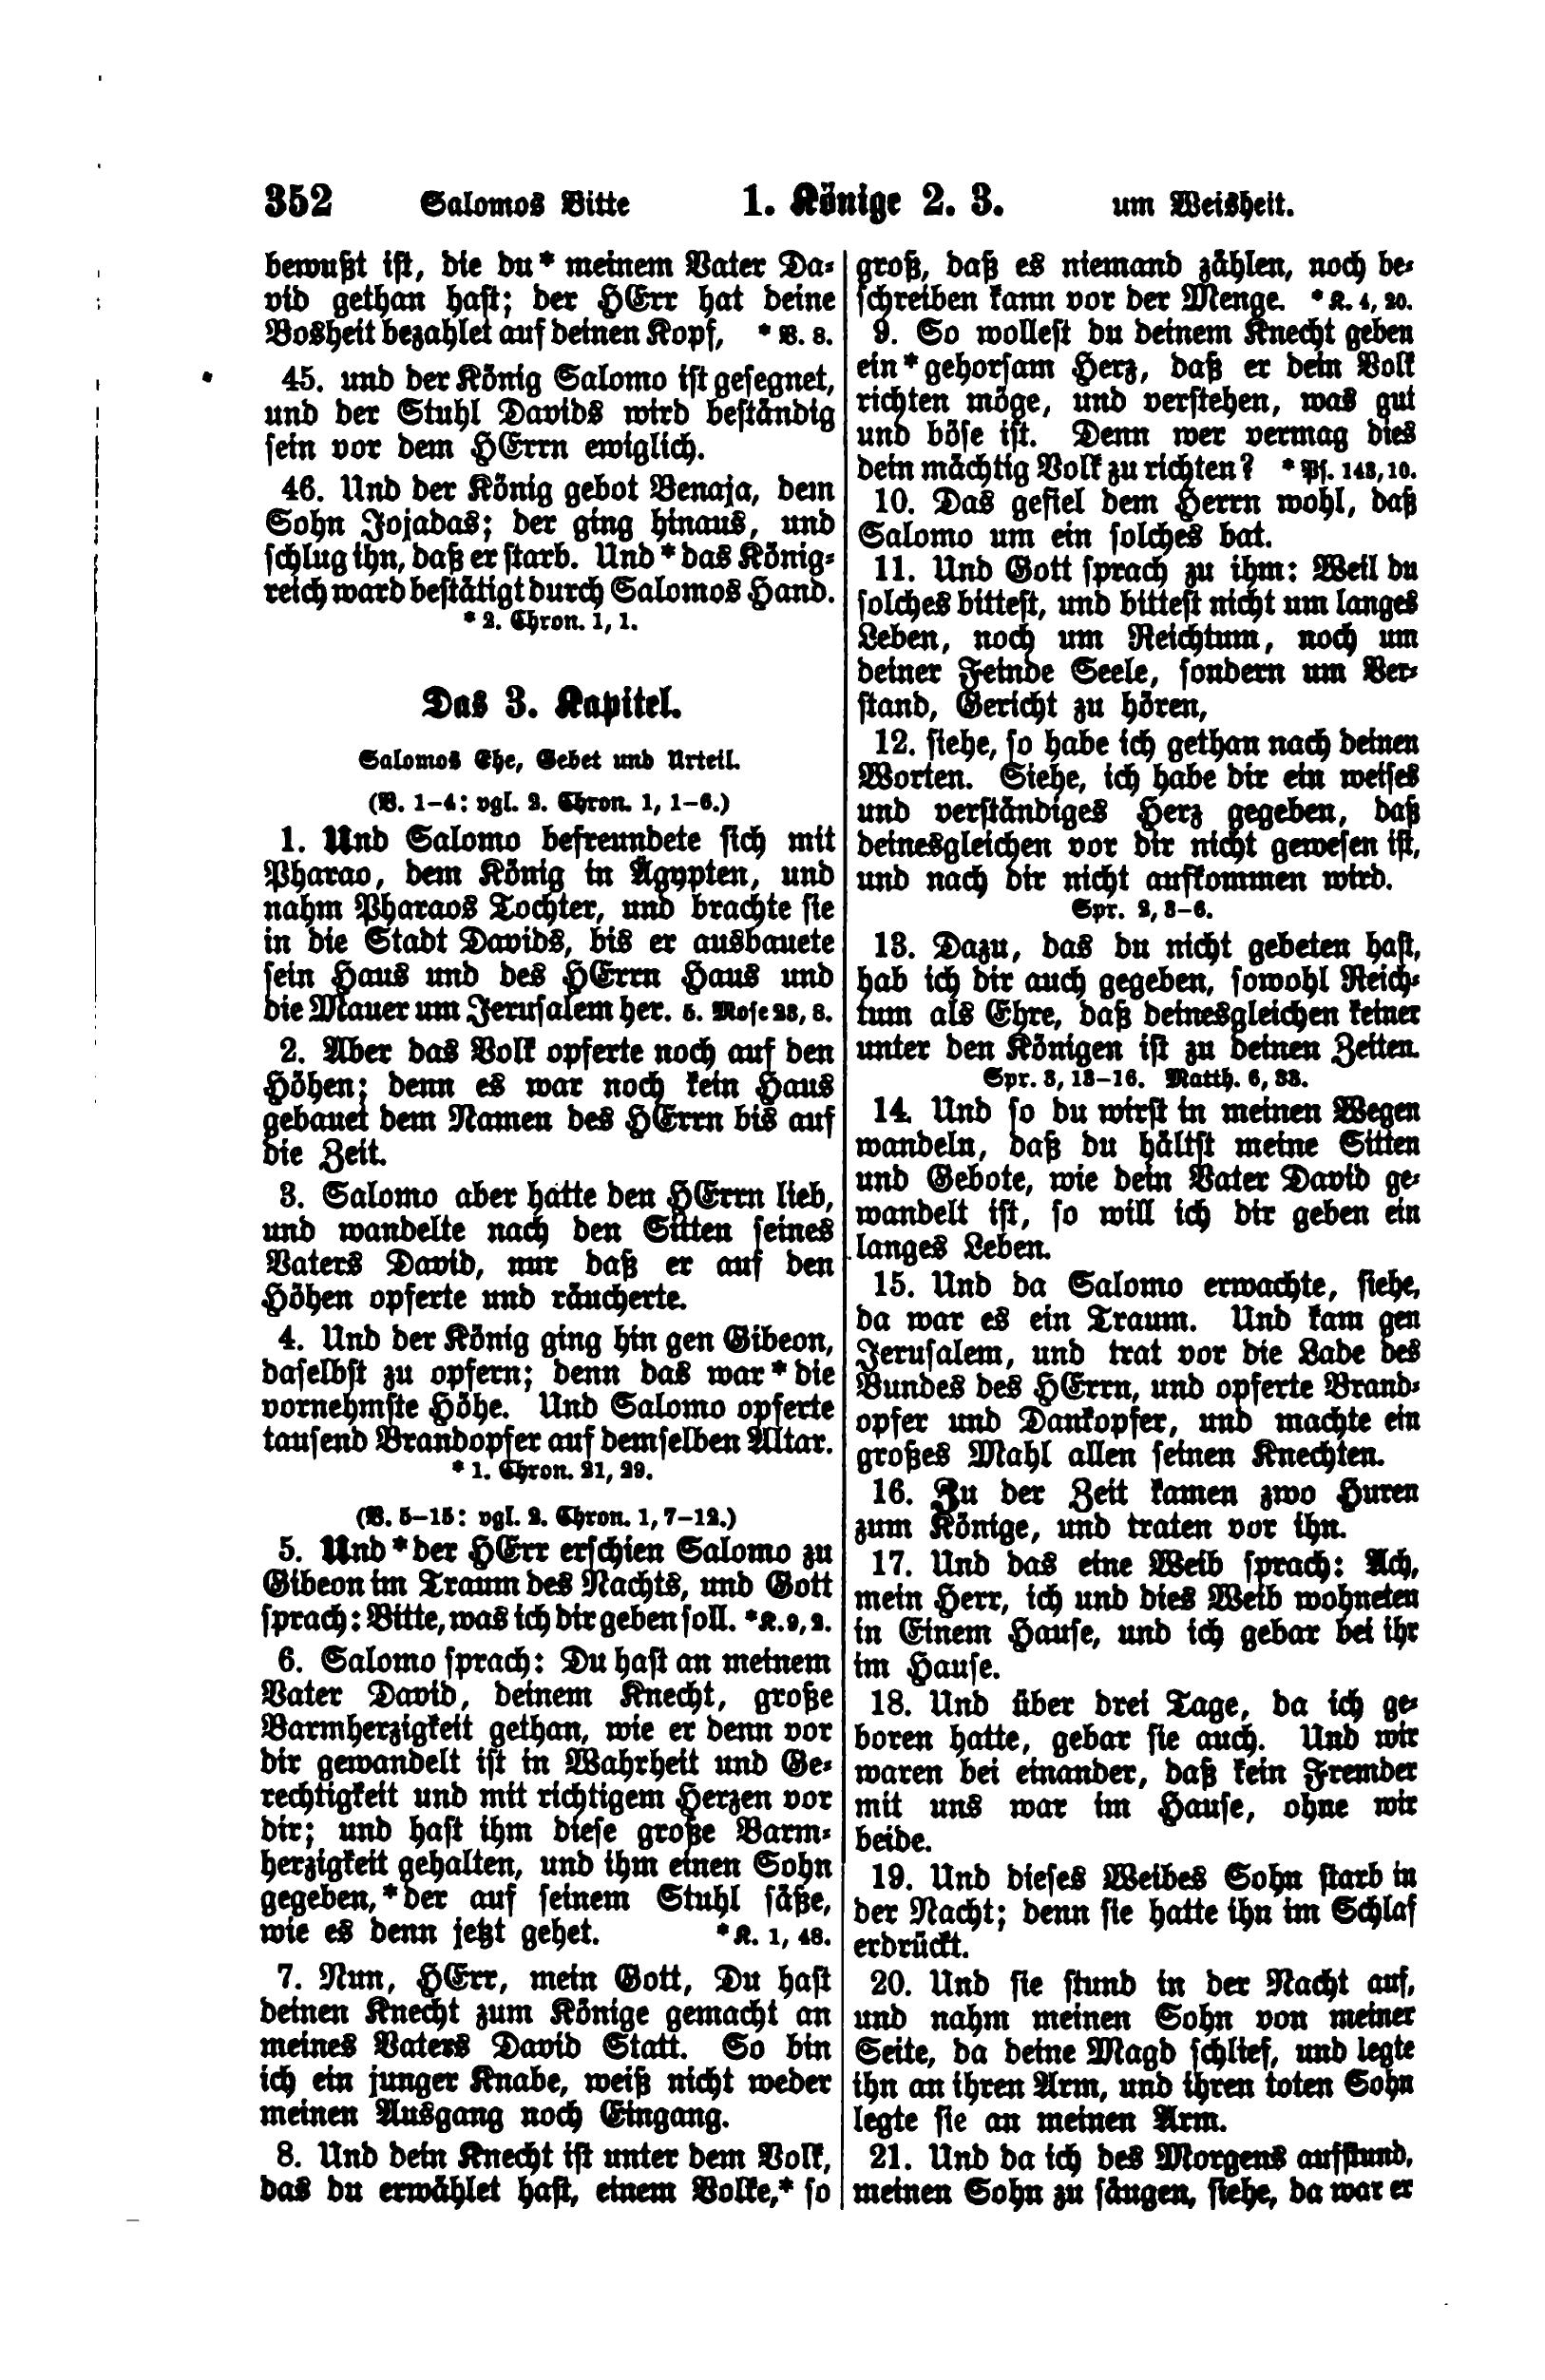 352 Salomos Bitte 1. Könige 2. 3. um Weisheit.
bewußt ist, die du* meinem Vater Da-
vid gethan hast; der HErr hat deine
Bosheit bezahlet auf deinen Kopf, * V. 8.
45. und der König Salomo ist gesegnet,
und der Stuhl Davids wird beständig
sein vor dem HErrn ewiglich.
46. Und der König gebot Benaja, dem
Sohn Jojadas; der ging hinaus, und
schlug ihn, daß er starb. Und* das König-
reich ward bestätigt durch Salomos Hand.
* 2. Chron. 1, 1.
Das 3. Kapitel.
Salomos Ehe, Gebet und Urteil.
(V. 1–4: vgl. 2. Chron. 1, 1–6.)
1. Und Salomo befreundete sich mit
Pharao, dem König in Ägypten, und
nahm Pharaos Tochter, und brachte sie
in die Stadt Davids, bis er ausbauete
sein Haus und des HErrn Haus und
die Mauer um Jerusalem her. 5. Mose 23, 8.
2. Aber das Volk opferte noch auf den
Höhen; denn es war noch kein Haus
gebauet dem Namen des HErrn bis auf
die Zeit.
3. Salomo aber hatte den HErrn lieb,
und wandelte nach den Sitten seines
Vaters David, nur daß er auf den
Höhen opferte und räucherte.
4. Und der König ging hin gen Gibeon,
daselbst zu opfern; denn das war* die
vornehmste Höhe. Und Salomo opferte
tausend Brandopfer auf demselben Altar.
* 1. Chron. 21, 29.
(V. 5–15: vgl. 2. Chron. 1, 7–12.)
5. Und* der HErr erschien Salomo zu
Gibeon im Traum des Nachts, und Gott
sprach: Bitte, was ich dir geben soll. *K. 9, 2.
6. Salomo sprach: Du hast an meinem
Vater David, deinem Knecht, große
Barmherzigkeit gethan, wie er denn vor
dir gewandelt ist in Wahrheit und Ge-
rechtigkeit und mit richtigem Herzen vor
dir; und hast ihm diese große Barm-
herzigkeit gehalten, und ihm einen Sohn
gegeben,* der auf seinem Stuhl säße,
wie es denn jetzt gehet. *K. 1, 48.
7. Nun, HErr, mein Gott, Du hast
deinen Knecht zum Könige gemacht an
meines Vaters David Statt. So bin
ich ein junger Knabe, weiß nicht weder
meinen Ausgang noch Eingang.
8. Und dein Knecht ist unter dem Volk,
das du erwählet hast, einem Volke,* so
groß, daß es niemand zählen, noch be-
schreiben kann vor der Menge. *K. 4, 20.
9. So wollest du deinem Knecht geben
ein* gehorsam Herz, daß er dein Volk
richten möge, und verstehen, was gut
und böse ist. Denn wer vermag dies
dein mächtig Volk zu richten? * Ps. 143, 10.
10. Das gefiel dem Herrn wohl, daß
Salomo um ein solches bat.
11. Und Gott sprach zu ihm: Weil du
solches bittest, und bittest nicht um langes
Leben, noch um Reichtum, noch um
deiner Feinde Seele, sondern um Ver-
stand, Gericht zu hören,
12. siehe, so habe ich gethan nach deinen
Worten. Siehe, ich habe dir ein weises
und verständiges Herz gegeben, daß
deinesgleichen vor dir nicht gewesen ist,
und nach dir nicht aufkommen wird.
Spr. 2, 3–6.
13. Dazu, das du nicht gebeten hast,
hab ich dir auch gegeben, sowohl Reich-
tum als Ehre, daß deinesgleichen keiner
unter den Königen ist zu deinen Zeiten.
Spr. 3, 13–16. Matth. 6, 33.
14. Und so du wirst in meinen Wegen
wandeln, daß du hältst meine Sitten
und Gebote, wie dein Vater David ge-
wandelt ist, so will ich dir geben ein
langes Leben.
15. Und da Salomo erwachte, siehe,
da war es ein Traum. Und kam gen
Jerusalem, und trat vor die Lade des
Bundes des HErrn, und opferte Brand-
opfer und Dankopfer, und machte ein
großes Mahl allen seinen Knechten.
16. Zu der Zeit kamen zwo Huren
zum Könige, und traten vor ihn.
17. Und das eine Weib sprach: Ach,
mein Herr, ich und dies Weib wohneten
in Einem Hause, und ich gebar bei ihr
im Hause.
18. Und über drei Tage, da ich ge-
boren hatte, gebar sie auch. Und wir
waren bei einander, daß kein Fremder
mit uns war im Hause, ohne wir
beide.
19. Und dieses Weibes Sohn starb in
der Nacht; denn sie hatte ihn im Schlaf
erdrückt.
20. Und sie stund in der Nacht auf,
und nahm meinen Sohn von meiner
Seite, da deine Magd schlief, und legte
ihn an ihren Arm, und ihren toten Sohn
legte sie an meinen Arm.
21. Und da ich des Morgens aufstund,
meinen Sohn zu säugen, siehe, da war er